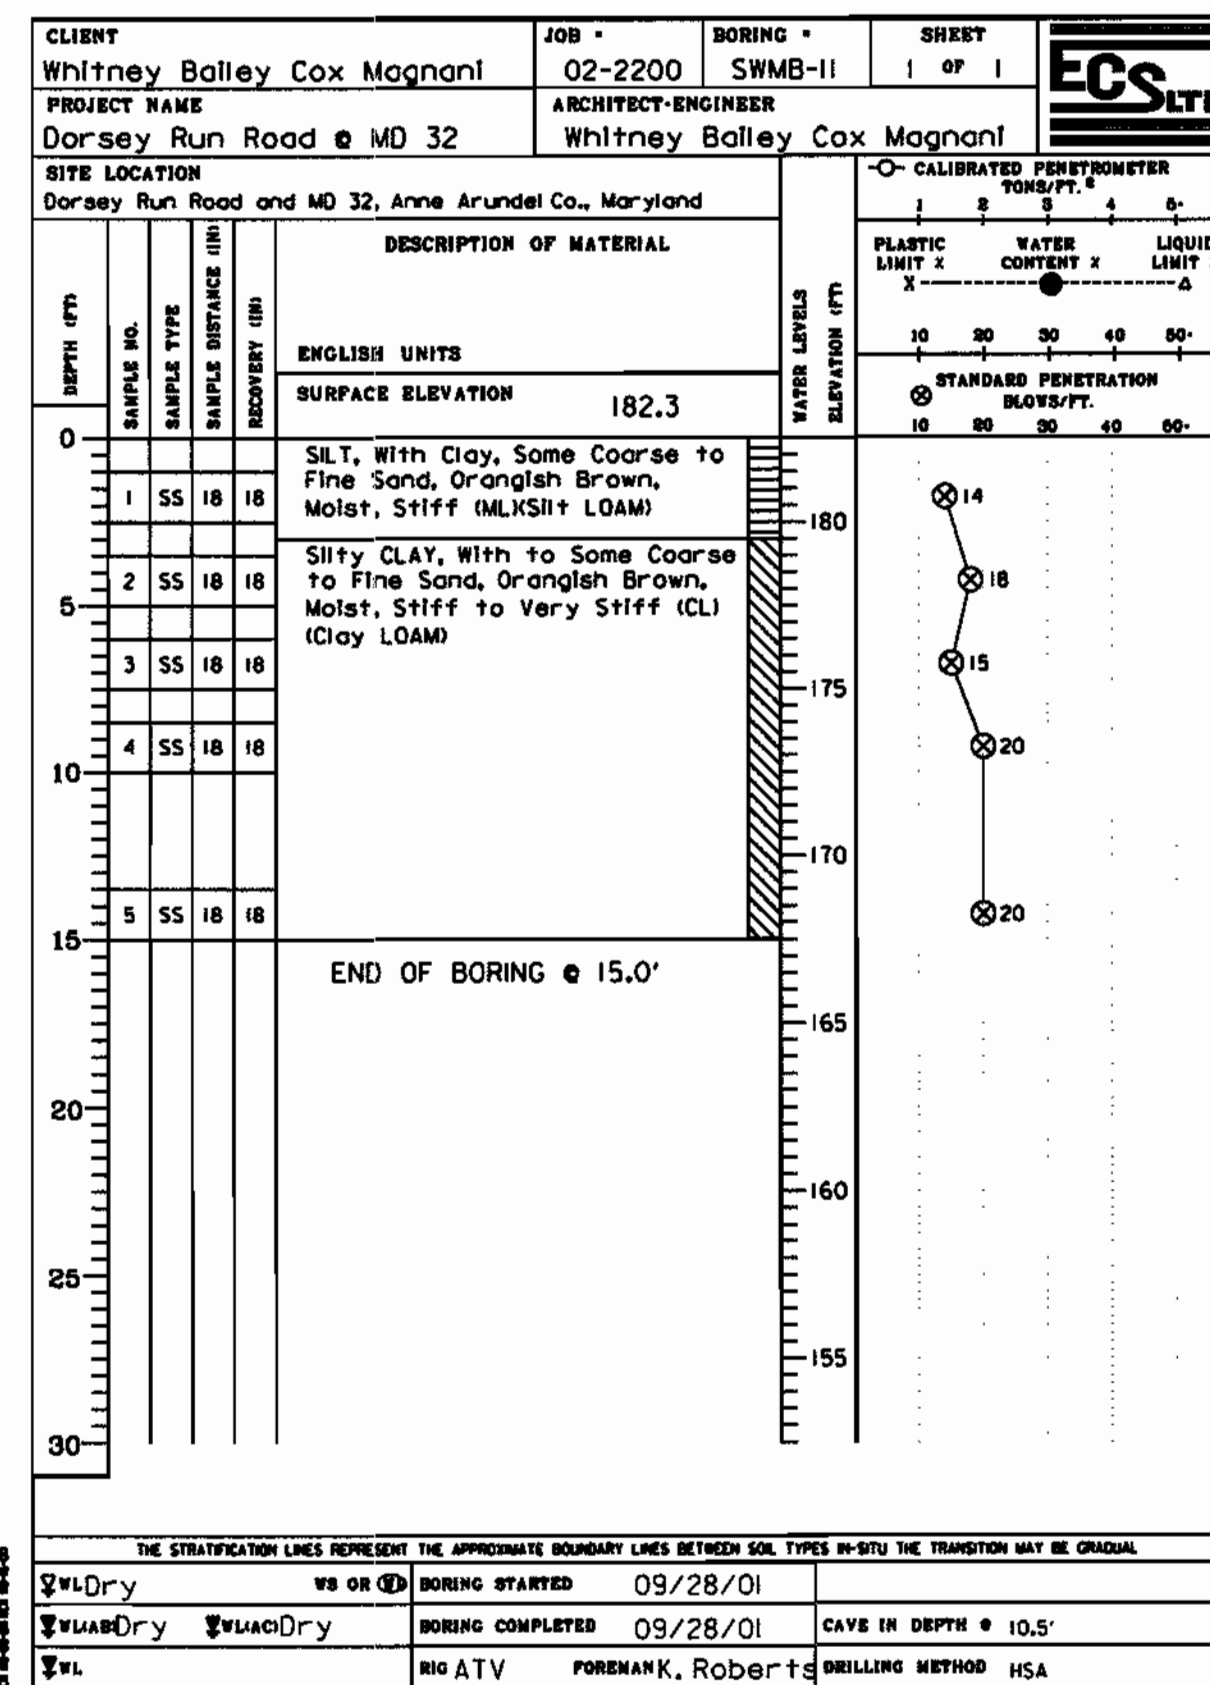 CLIENT
Whitney Bailey Cox Magnani
JOB #
02-2200
BORING #
SWMB-11
SHEET
1 OF 1
ECS LTD
PROJECT NAME
Dorsey Run Road @ MD 32
ARCHITECT-ENGINEER
Whitney Bailey Cox Magnani
SITE LOCATION
Dorsey Run Road and MD 32, Anne Arundel Co., Maryland
CALIBRATED PENETROMETER
TONS/FT.²
1 2 3 4 5+
PLASTIC LIMIT %
WATER CONTENT %
LIQUID LIMIT %
X ● Δ
10 20 30 40 50+
STANDARD PENETRATION
BLOWS/FT.
10 20 30 40 50+
DEPTH (FT)
SAMPLE NO.
SAMPLE TYPE
SAMPLE DISTANCE (IN)
RECOVERY (IN)
DESCRIPTION OF MATERIAL
ENGLISH UNITS
SURFACE ELEVATION 182.3
WATER LEVELS
ELEVATION (FT)
0
SILT, With Clay, Some Coarse to
Fine Sand, Orangish Brown,
Moist, Stiff (ML)(Silt LOAM)
1 SS 18 18
14
180
Silty CLAY, With to Some Coarse
to Fine Sand, Orangish Brown,
Moist, Stiff to Very Stiff (CL)
(Clay LOAM)
2 SS 18 18
18
5
3 SS 18 18
15
175
4 SS 18 18
20
10
170
5 SS 18 18
20
15
END OF BORING @ 15.0'
165
20
160
25
155
30
THE STRATIFICATION LINES REPRESENT THE APPROXIMATE BOUNDARY LINES BETWEEN SOIL TYPES IN-SITU THE TRANSITION MAY BE GRADUAL
WL Dry WS OR WD
BORING STARTED 09/28/01
WL(AB) Dry WL(AC) Dry
BORING COMPLETED 09/28/01
CAVE IN DEPTH @ 10.5'
WL
RIG ATV FOREMAN K. Roberts
DRILLING METHOD HSA